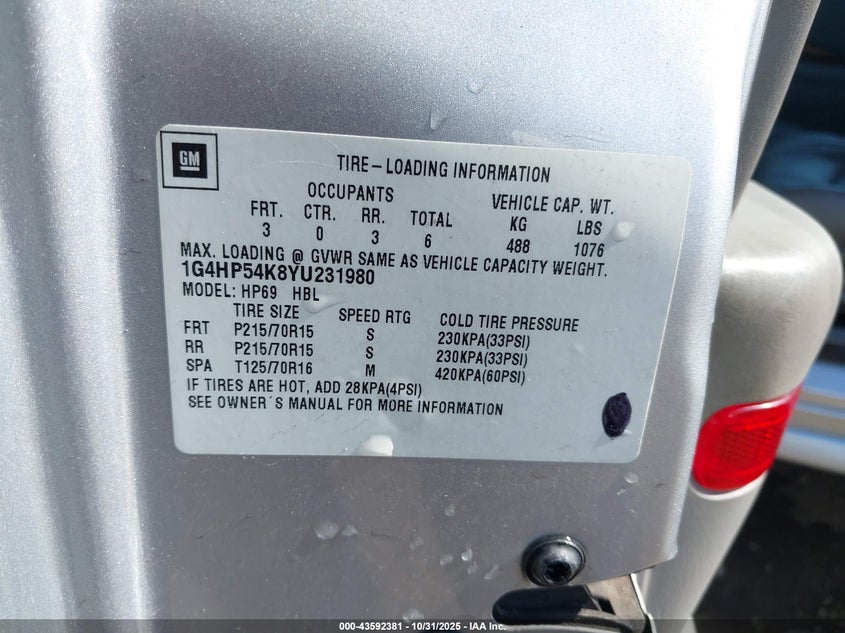 GM
TIRE-LOADING INFORMATION
OCCUPANTS VEHICLE CAP. WT.
FRT. CTR. RR. TOTAL KG LBS
3 0 3 6 488 1076
MAX. LOADING @ GVWR SAME AS VEHICLE CAPACITY WEIGHT.
1G4HP54K8YU231980
MODEL: HP69 HBL
TIRE SIZE SPEED RTG COLD TIRE PRESSURE
FRT P215/70R15 S 230KPA(33PSI)
RR P215/70R15 S 230KPA(33PSI)
SPA T125/70R16 M 420KPA(60PSI)
IF TIRES ARE HOT, ADD 28KPA(4PSI)
SEE OWNER´S MANUAL FOR MORE INFORMATION
000-43592381 - 10/31/2025 - IAA Inc.